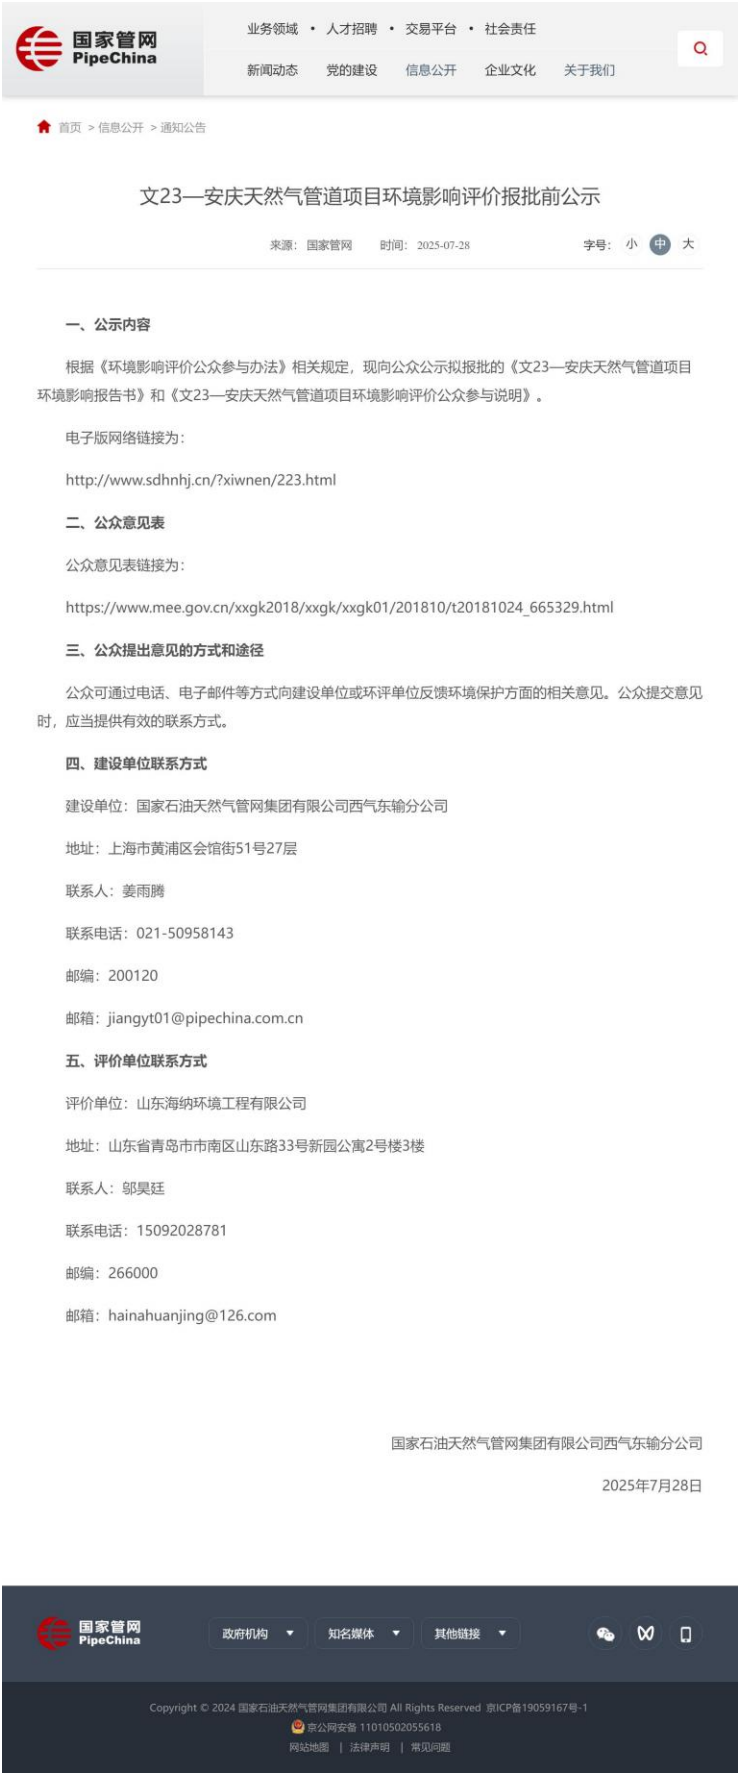 国家管网
PipeChina
业务领域 • 人才招聘 • 交易平台 • 社会责任
新闻动态 党的建设 信息公开 企业文化 关于我们
首页 > 信息公开 > 通知公告
文23—安庆天然气管道项目环境影响评价报批前公示
来源： 国家管网 时间： 2025-07-28 字号： 小 中 大
一、公示内容
根据《环境影响评价公众参与办法》相关规定，现向公众公示拟报批的《文23—安庆天然气管道项目
环境影响报告书》和《文23—安庆天然气管道项目环境影响评价公众参与说明》。
电子版网络链接为：
http://www.sdhnhj.cn/?xiwnen/223.html
二、公众意见表
公众意见表链接为：
https://www.mee.gov.cn/xxgk2018/xxgk/xxgk01/201810/t20181024_665329.html
三、公众提出意见的方式和途径
公众可通过电话、电子邮件等方式向建设单位或环评单位反馈环境保护方面的相关意见。公众提交意见
时，应当提供有效的联系方式。
四、建设单位联系方式
建设单位：国家石油天然气管网集团有限公司西气东输分公司
地址：上海市黄浦区会馆街51号27层
联系人：姜雨腾
联系电话：021-50958143
邮编：200120
邮箱：jiangyt01@pipechina.com.cn
五、评价单位联系方式
评价单位：山东海纳环境工程有限公司
地址：山东省青岛市市南区山东路33号新园公寓2号楼3楼
联系人：邬昊廷
联系电话：15092028781
邮编：266000
邮箱：hainahuanjing@126.com
国家石油天然气管网集团有限公司西气东输分公司
2025年7月28日
国家管网
PipeChina
政府机构 知名媒体 其他链接
Copyright © 2024 国家石油天然气管网集团有限公司 All Rights Reserved 京ICP备19059167号-1
京公网安备 11010502055618
网站地图 | 法律声明 | 常见问题